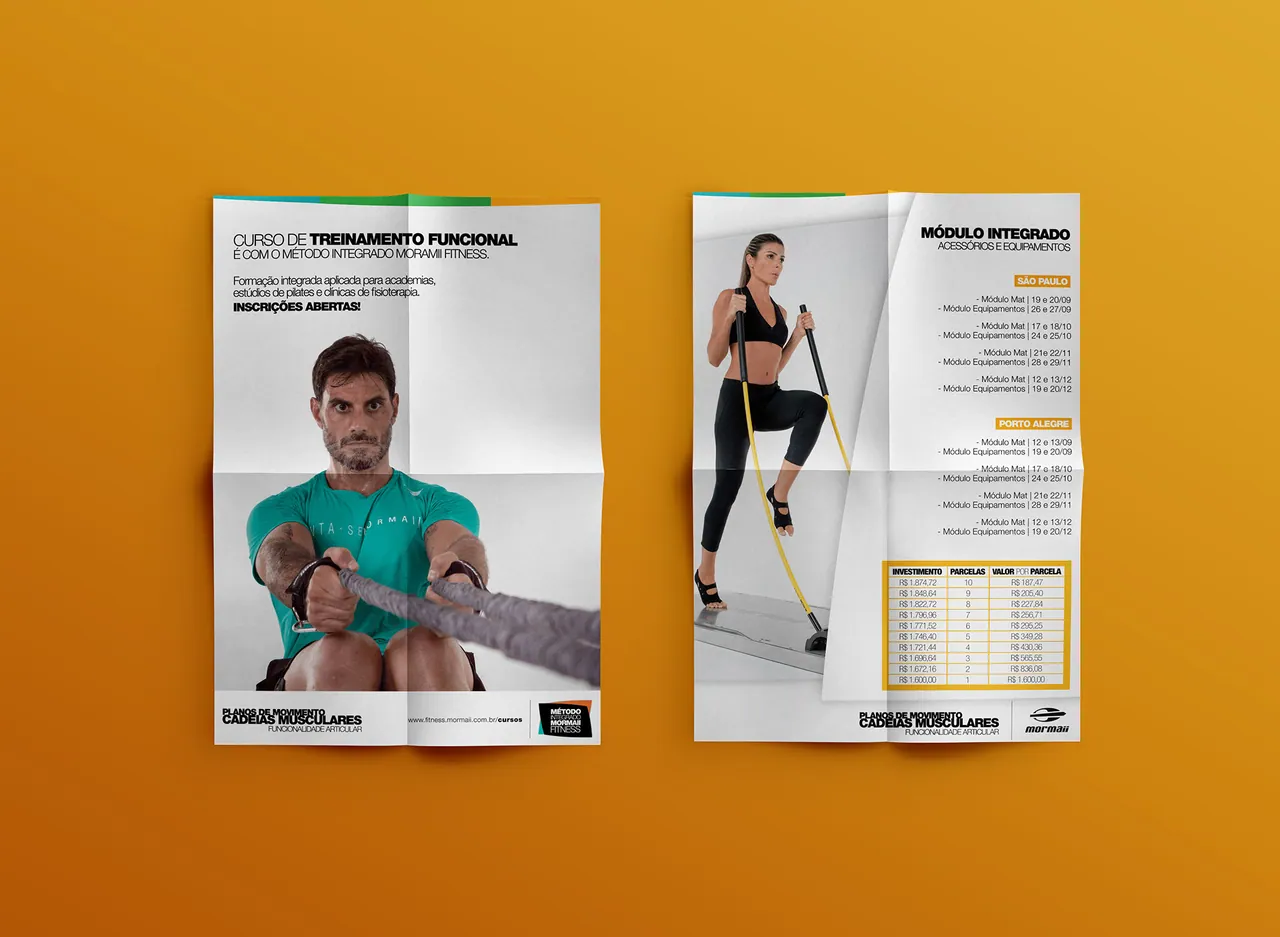 CURSO DE TREINAMENTO FUNCIONAL
É COM O MÉTODO INTEGRADO MORAMII FITNESS.
Formação integrada aplicada para academias,
estúdios de pilates e clínicas de fisioterapia.
INSCRIÇÕES ABERTAS!
MORMAII
PLANOS DE MOVIMENTO
CADEIAS MUSCULARES
FUNCIONALIDADE ARTICULAR
www.fitness.mormaii.com.br/cursos
MÉTODO
INTEGRADO
MORMAII
FITNESS
MÓDULO INTEGRADO
ACESSÓRIOS E EQUIPAMENTOS
SÃO PAULO
- Módulo Mat | 19 e 20/09
- Módulo Equipamentos | 26 e 27/09
- Módulo Mat | 17 e 18/10
- Módulo Equipamentos | 24 e 25/10
- Módulo Mat | 21e 22/11
- Módulo Equipamentos | 28 e 29/11
- Módulo Mat | 12 e 13/12
- Módulo Equipamentos | 19 e 20/12
PORTO ALEGRE
- Módulo Mat | 12 e 13/09
- Módulo Equipamentos | 19 e 20/09
- Módulo Mat | 17 e 18/10
- Módulo Equipamentos | 24 e 25/10
- Módulo Mat | 21e 22/11
- Módulo Equipamentos | 28 e 29/11
- Módulo Mat | 12 e 13/12
- Módulo Equipamentos | 19 e 20/12
INVESTIMENTO PARCELAS VALOR POR PARCELA
R$ 1.874,72 10 R$ 187,47
R$ 1.848,64 9 R$ 205,40
R$ 1.822,72 8 R$ 227,84
R$ 1.796,96 7 R$ 256,71
R$ 1.771,52 6 R$ 295,25
R$ 1.746,40 5 R$ 349,28
R$ 1.721,44 4 R$ 430,36
R$ 1.696,64 3 R$ 565,55
R$ 1.672,16 2 R$ 836,08
R$ 1.600,00 1 R$ 1.600,00
PLANOS DE MOVIMENTO
CADEIAS MUSCULARES
FUNCIONALIDADE ARTICULAR
mormaii